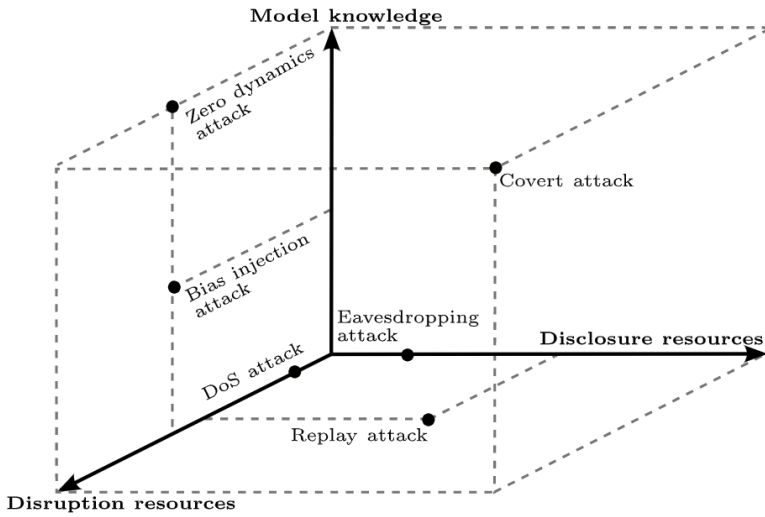 Model knowledge
Zero dynamics
attack
Covert attack
Bias injection
attack
Eavesdropping
attack
Disclosure resources
DoS attack
Replay attack
Disruption resources